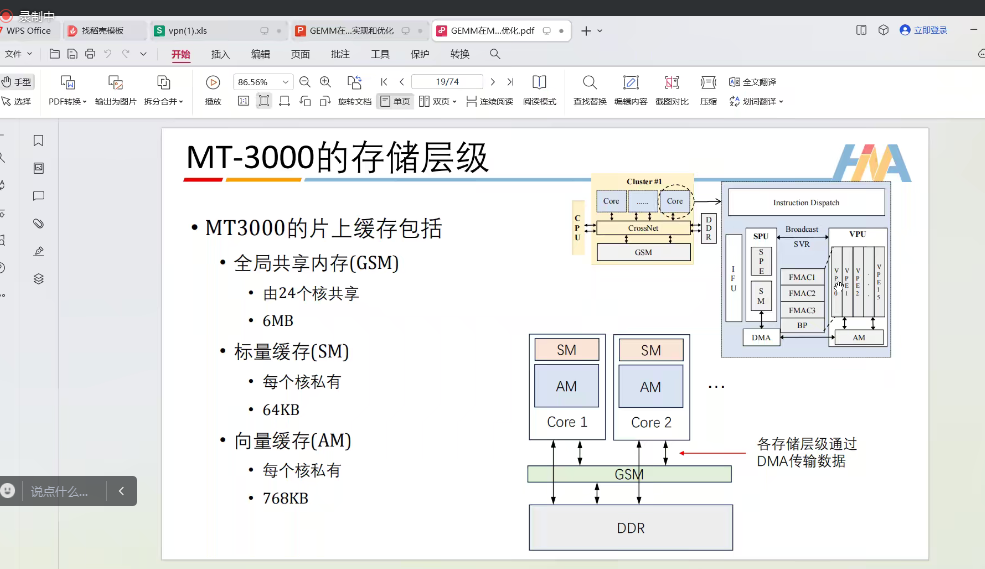 录制中
WPS Office
找稻壳模板
vpn(1).xls
GEMM在...实现和优化
GEMM在M...优化.pdf
立即登录
文件
开始
插入
编辑
页面
批注
工具
保护
转换
手型
选择
PDF转换
输出为图片
拆分合并
播放
86.56%
旋转文档
19/74
单页
双页
连续阅读
阅读模式
查找替换
编辑内容
截图对比
压缩
全文翻译
划词翻译
MT-3000的存储层级
HMA
• MT3000的片上缓存包括
• 全局共享内存(GSM)
• 由24个核共享
• 6MB
• 标量缓存(SM)
• 每个核私有
• 64KB
• 向量缓存(AM)
• 每个核私有
• 768KB
Cluster #1
Core
......
Core
CPU
CrossNet
DDR
GSM
Instruction Dispatch
IFU
SPU
SPE
SM
Broadcast
SVR
FMAC1
FMAC2
FMAC3
BP
VPU
VPE1
VPE2
VPE15
DMA
AM
SM
AM
Core 1
SM
AM
Core 2
...
GSM
DDR
各存储层级通过
DMA传输数据
说点什么...